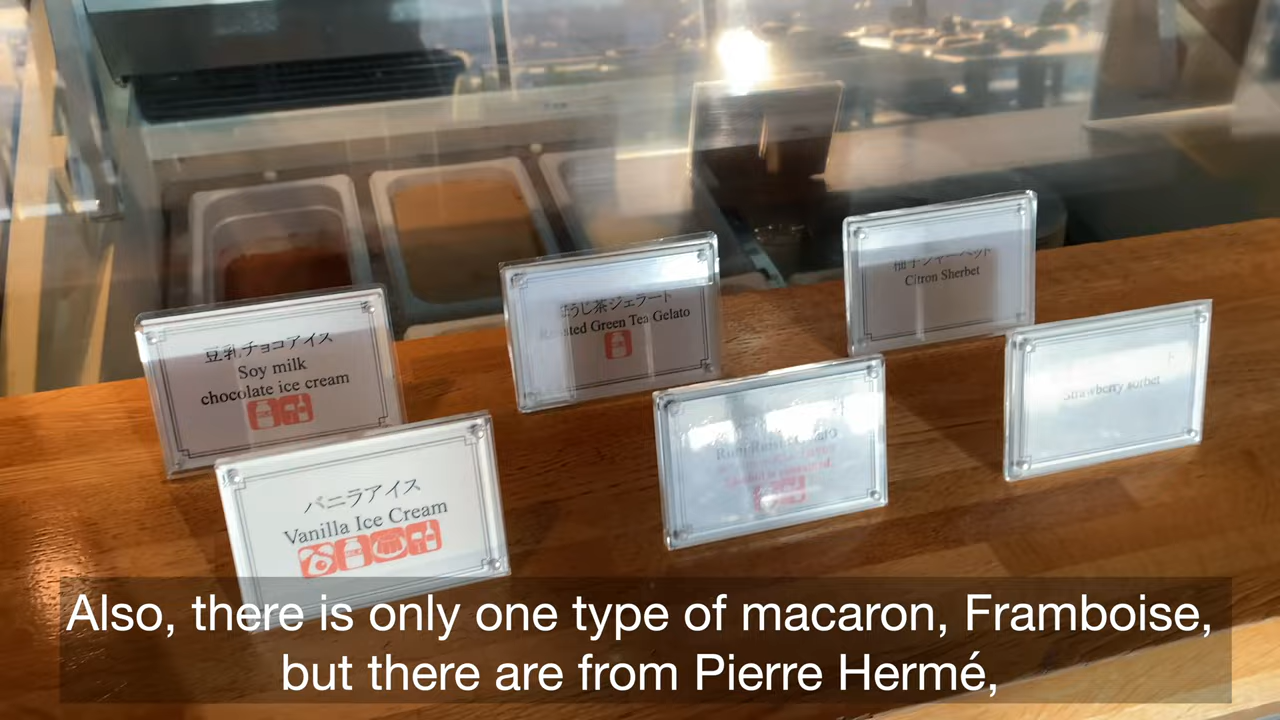 豆乳チョコアイス
Soy milk
chocolate ice cream
バニラアイス
Vanilla Ice Cream
ほうじ茶ジェラート
Roasted Green Tea Gelato
柚子シャーベット
Citron Sherbet
Strawberry sorbet
Also, there is only one type of macaron, Framboise,
but there are from Pierre Hermé,